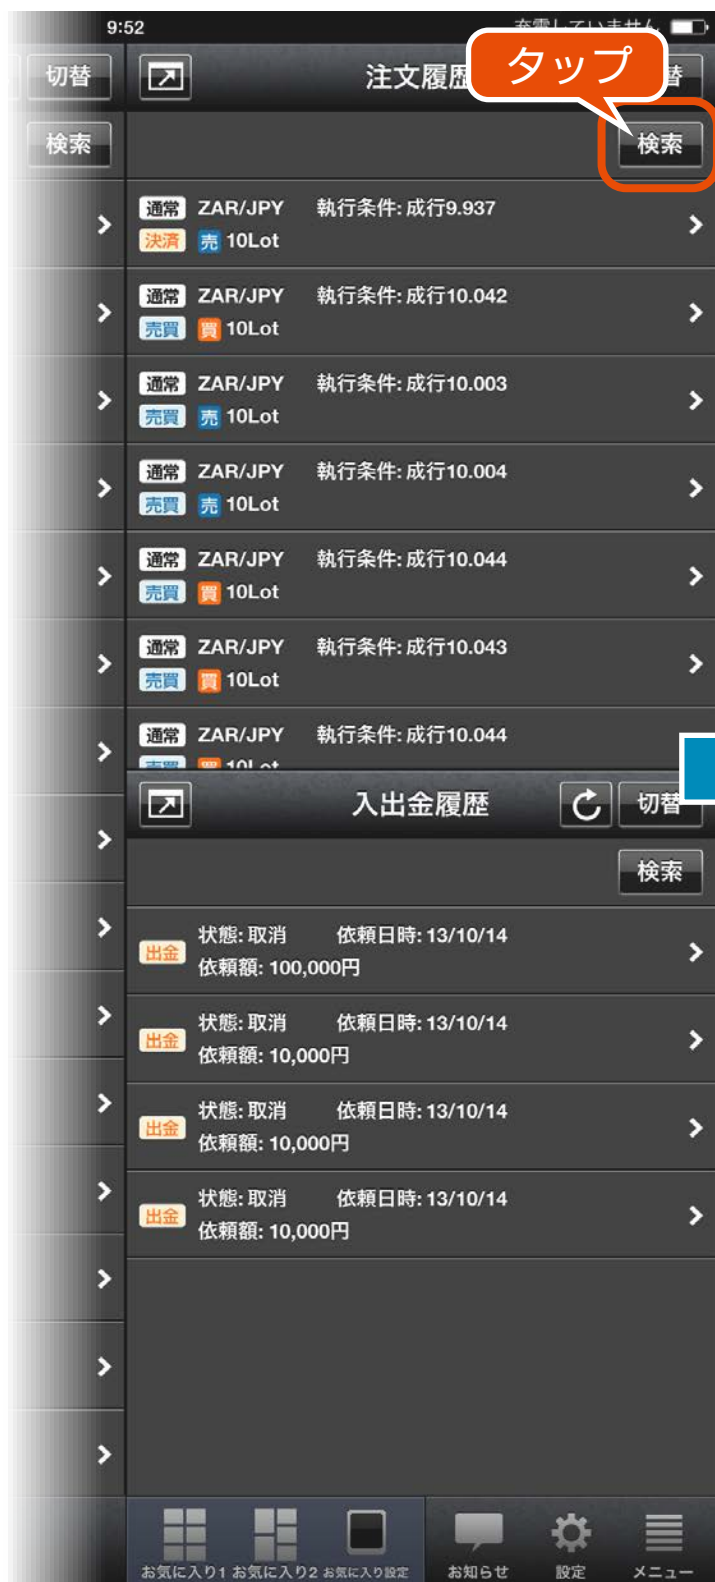 9:52
充電していません
タップ
切替
注文履歴
替
検索
検索
通常 ZAR/JPY 執行条件: 成行9.937
決済 売 10Lot
通常 ZAR/JPY 執行条件: 成行10.042
売買 買 10Lot
通常 ZAR/JPY 執行条件: 成行10.003
売買 売 10Lot
通常 ZAR/JPY 執行条件: 成行10.004
売買 売 10Lot
通常 ZAR/JPY 執行条件: 成行10.044
売買 買 10Lot
通常 ZAR/JPY 執行条件: 成行10.043
売買 買 10Lot
通常 ZAR/JPY 執行条件: 成行10.044
売買 買 10Lot
入出金履歴 切替
検索
状態: 取消 依頼日時: 13/10/14
出金
依頼額: 100,000円
状態: 取消 依頼日時: 13/10/14
出金
依頼額: 10,000円
状態: 取消 依頼日時: 13/10/14
出金
依頼額: 10,000円
状態: 取消 依頼日時: 13/10/14
出金
依頼額: 10,000円
お気に入り1 お気に入り2 お気に入り設定 お知らせ 設定 メニュー